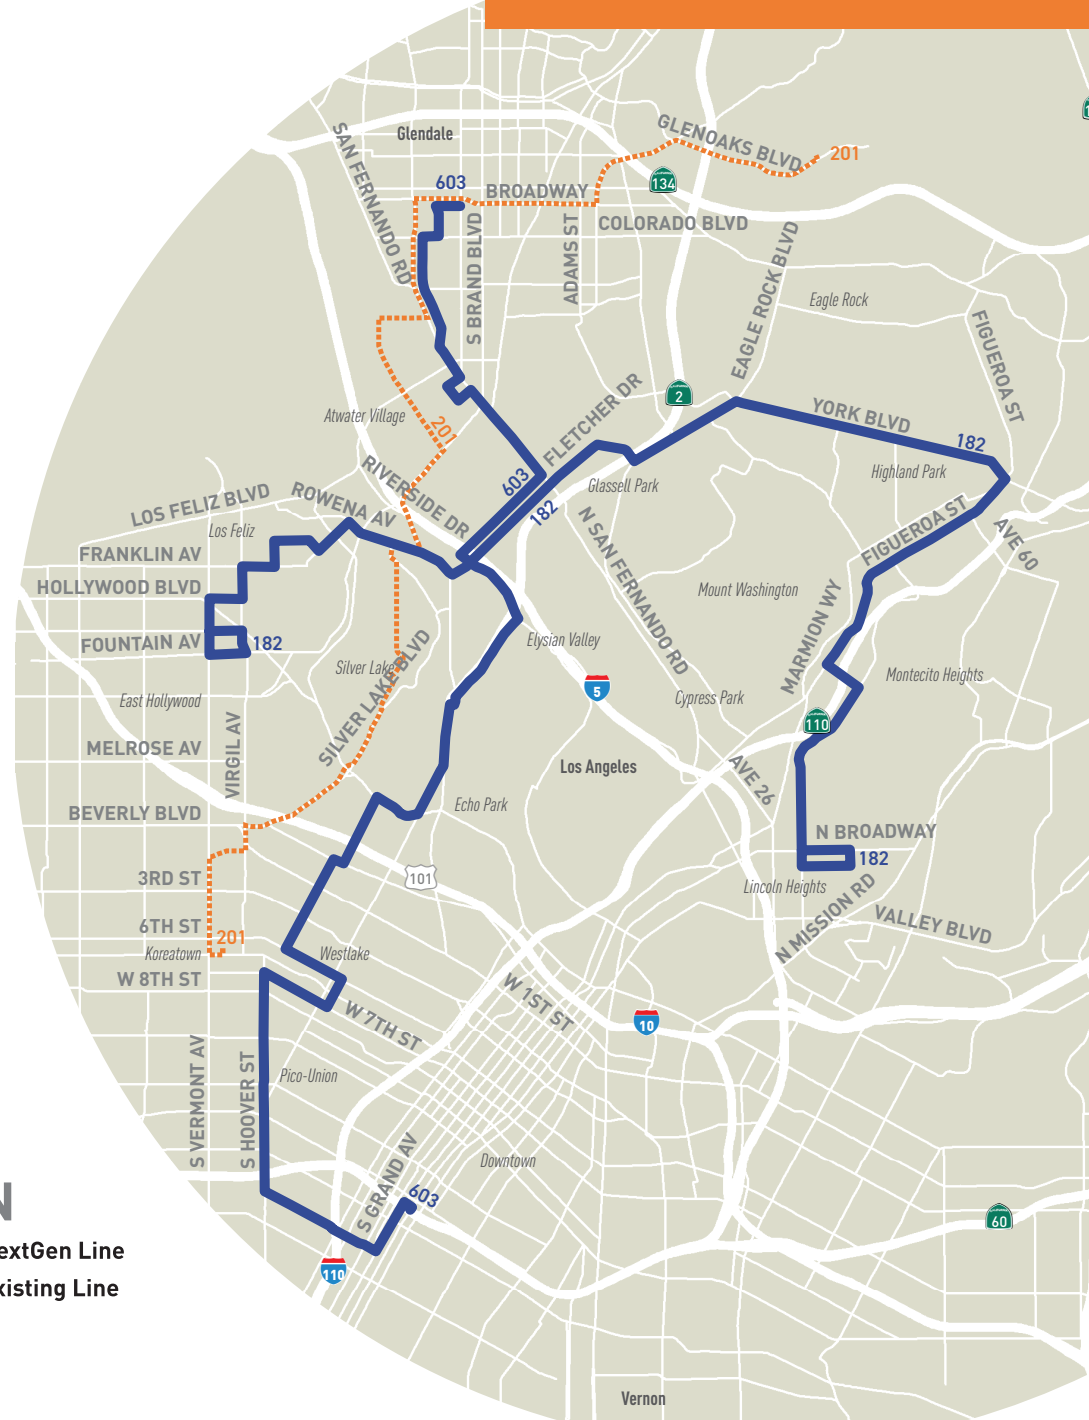 GLENOAKS BLVD
201
Glendale
SAN FERNANDO RD
603
BROADWAY
134
COLORADO BLVD
S BRAND BLVD
ADAMS ST
EAGLE ROCK BLVD
Eagle Rock
FIGUEROA ST
2
Atwater Village
201
FLETCHER DR
YORK BLVD
182
Highland Park
RIVERSIDE DR
603
182
Glassell Park
LOS FELIZ BLVD
ROWENA AV
Los Feliz
FRANKLIN AV
HOLLYWOOD BLVD
N SAN FERNANDO RD
FIGUEROA ST
AVE 60
Mount Washington
MARMION WY
FOUNTAIN AV
182
Elysian Valley
Silver Lake
SILVER LAKE BLVD
5
Cypress Park
Montecito Heights
East Hollywood
110
MELROSE AV
VIRGIL AV
Los Angeles
AVE 26
BEVERLY BLVD
Echo Park
N BROADWAY
182
101
3RD ST
Lincoln Heights
N MISSION RD
VALLEY BLVD
6TH ST
201
Koreatown
Westlake
W 8TH ST
W 7TH ST
W 1ST ST
10
S VERMONT AV
S HOOVER ST
Pico-Union
S GRAND AV
Downtown
603
N
60
extGen Line
110
xisting Line
Vernon